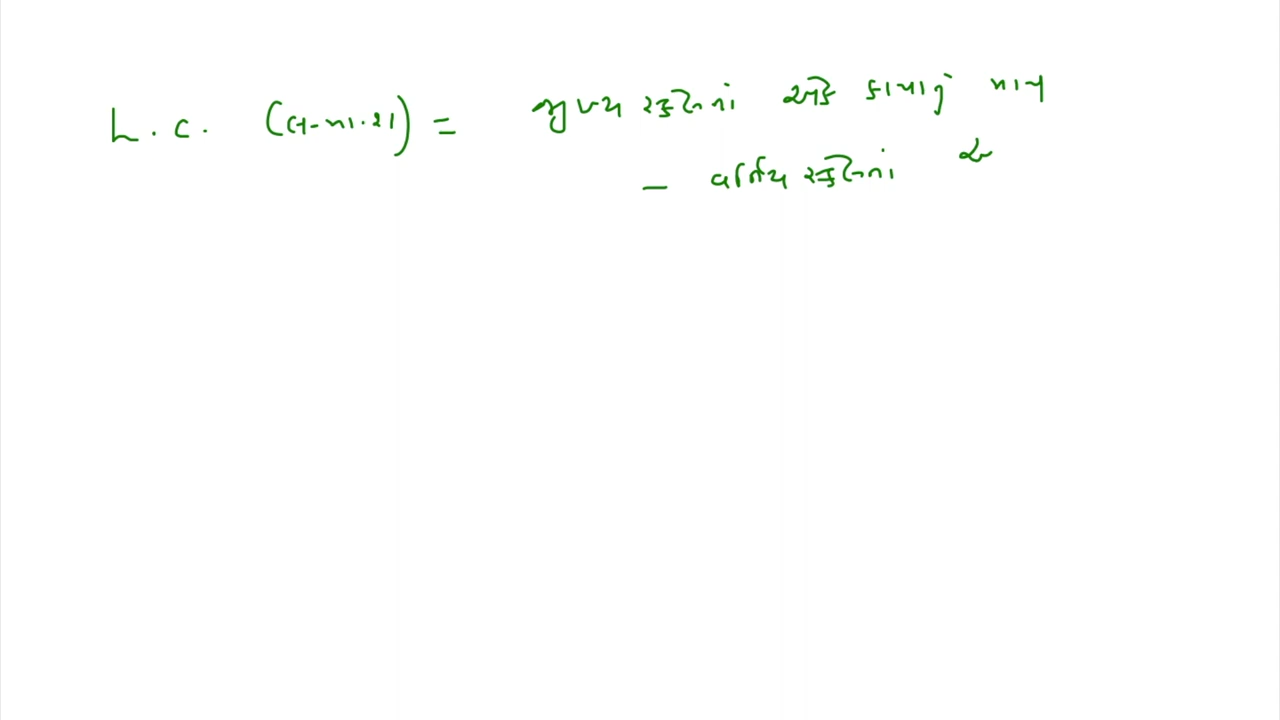 L.C. (લ.મા.શ) = મુખ્ય સ્કેલનાં એક કાપાનું માપ
– વર્નિયર સ્કેલનાં